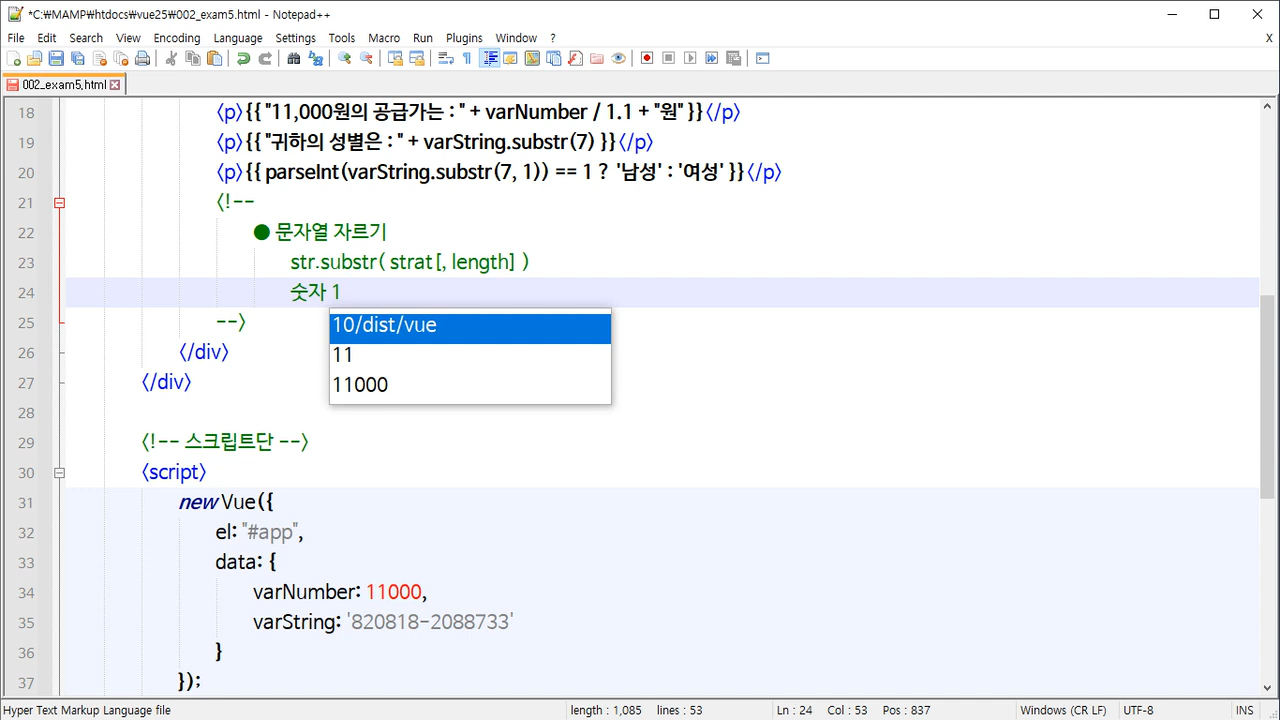 *C:₩MAMP₩htdocs₩vue25₩002_exam5.html - Notepad++
File Edit Search View Encoding Language Settings Tools Macro Run Plugins Window ? X
002_exam5.html
18 <p>{{ "11,000원의 공급가는 : " + varNumber / 1.1 + "원" }}</p>
19 <p>{{ "귀하의 성별은 : " + varString.substr(7) }}</p>
20 <p>{{ parseInt(varString.substr(7, 1)) == 1 ? '남성' : '여성' }}</p>
21 <!--
22 ● 문자열 자르기
23 str.substr( strat[, length] )
24 숫자 1
25 -->
10/dist/vue
26 </div>
11
27 </div>
11000
28
29 <!-- 스크립트단 -->
30 <script>
31 new Vue({
32 el: "#app",
33 data: {
34 varNumber: 11000,
35 varString: '820818-2088733'
36 }
37 });
Hyper Text Markup Language file length : 1,085 lines : 53 Ln : 24 Col : 53 Pos : 837 Windows (CR LF) UTF-8 INS